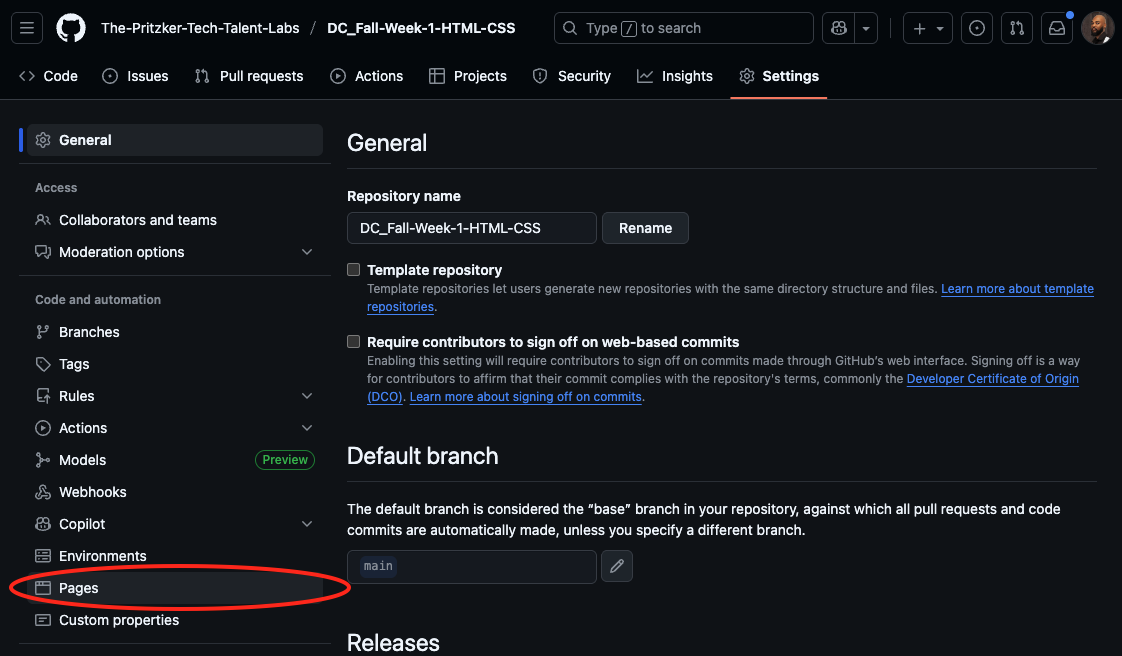 The-Pritzker-Tech-Talent-Labs / DC_Fall-Week-1-HTML-CSS
Type / to search
Code
Issues
Pull requests
Actions
Projects
Security
Insights
Settings
General
Access
Collaborators and teams
Moderation options
Code and automation
Branches
Tags
Rules
Actions
Models Preview
Webhooks
Copilot
Environments
Pages
Custom properties
General
Repository name
DC_Fall-Week-1-HTML-CSS
Rename
Template repository
Template repositories let users generate new repositories with the same directory structure and files. Learn more about template
repositories.
Require contributors to sign off on web-based commits
Enabling this setting will require contributors to sign off on commits made through GitHub's web interface. Signing off is a way
for contributors to affirm that their commit complies with the repository's terms, commonly the Developer Certificate of Origin
(DCO). Learn more about signing off on commits.
Default branch
The default branch is considered the “base” branch in your repository, against which all pull requests and code
commits are automatically made, unless you specify a different branch.
main
Releases